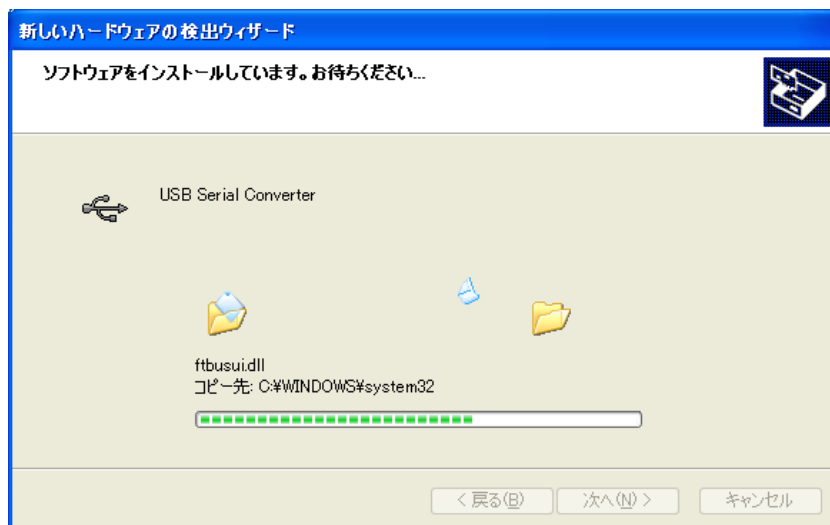 新しいハードウェアの検出ウィザード
ソフトウェアをインストールしています。お待ちください...
USB Serial Converter
ftbusui.dll
コピー先: C:¥WINDOWS¥system32
< 戻る(B)
次へ(N) >
キャンセル